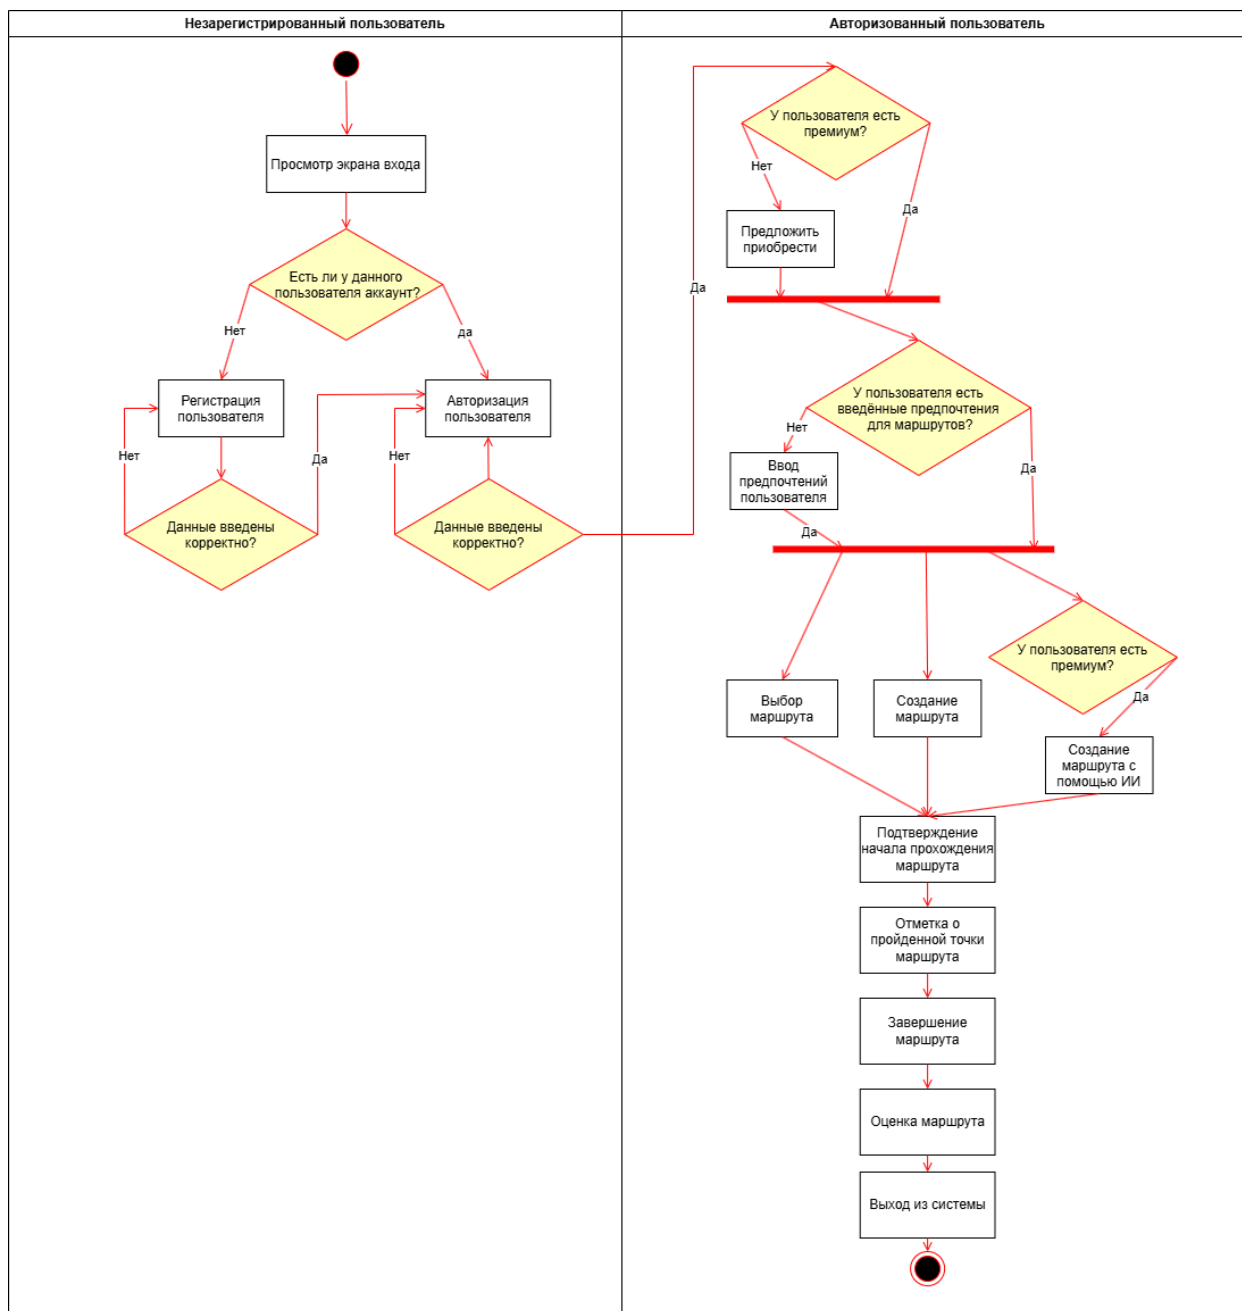 Незарегистрированный пользователь
Авторизованный пользователь
Просмотр экрана входа
Есть ли у данного
пользователя аккаунт?
Нет
да
Регистрация
пользователя
Авторизация
пользователя
Нет
Да
Нет
Данные введены
корректно?
Данные введены
корректно?
Да
У пользователя есть
премиум?
Нет
Да
Предложить
приобрести
У пользователя есть
введённые предпочтения
для маршрутов?
Нет
Да
Ввод
предпочтений
пользователя
Да
У пользователя есть
премиум?
Да
Выбор
маршрута
Создание
маршрута
Создание
маршрута с
помощью ИИ
Подтверждение
начала прохождения
маршрута
Отметка о
пройденной точки
маршрута
Завершение
маршрута
Оценка маршрута
Выход из системы